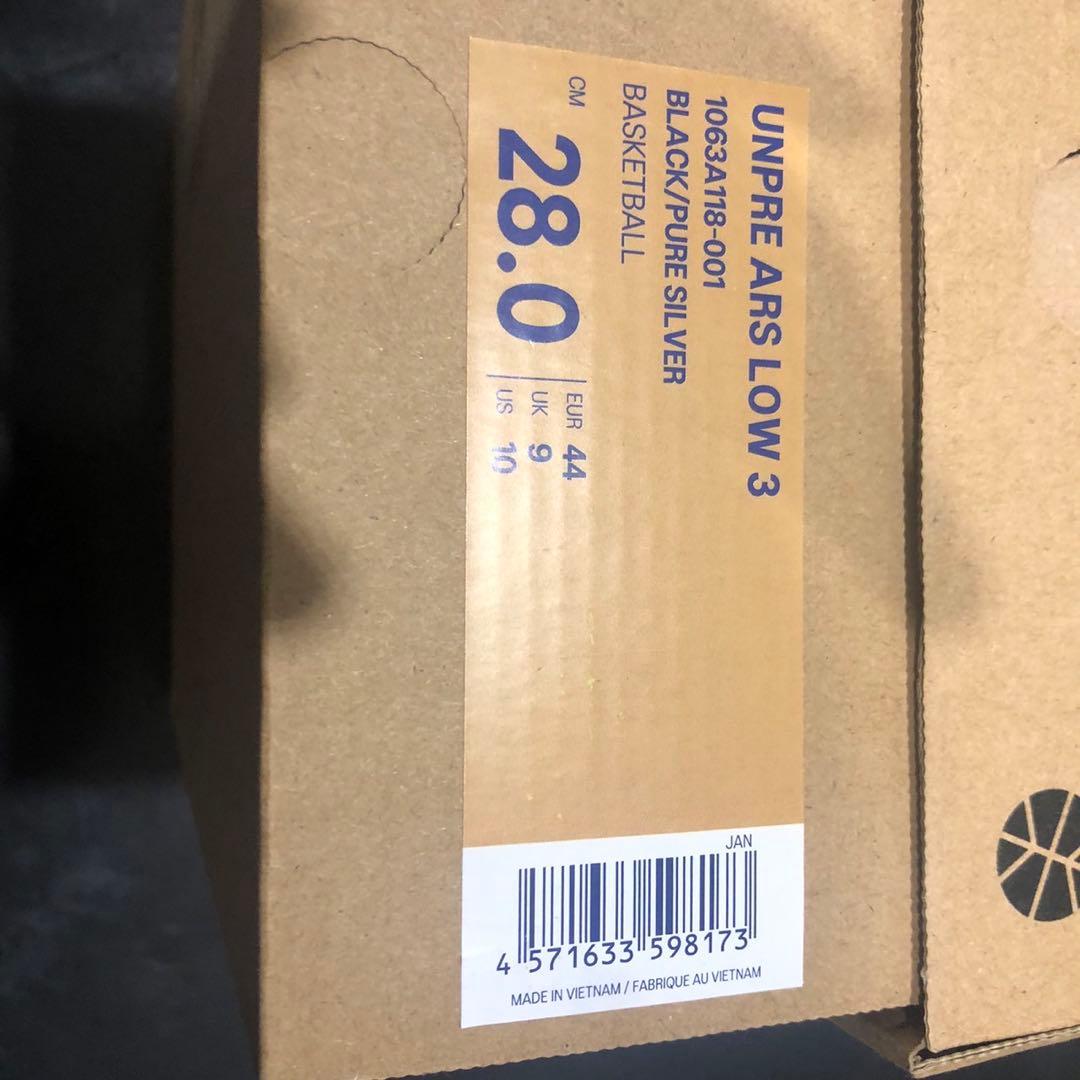 UNPRE ARS LOW 3
1063A118-001
BLACK/PURE SILVER
BASKETBALL
CM 28.0
EUR 44
UK 9
US 10
JAN
4 571633 598173
MADE IN VIETNAM / FABRIQUE AU VIETNAM